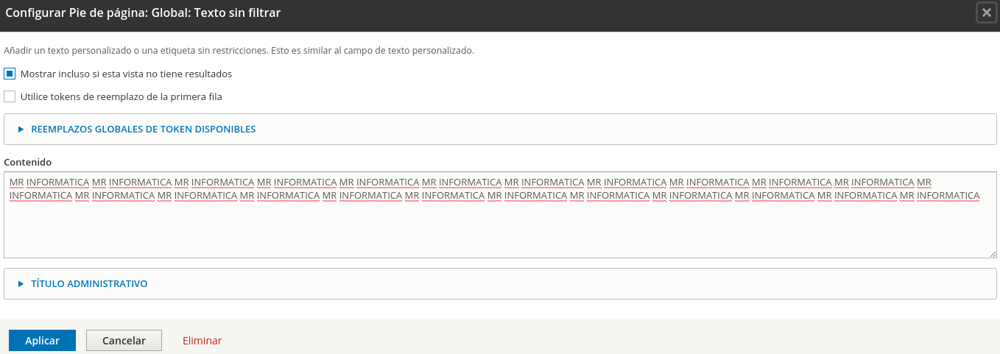 Configurar Pie de página: Global: Texto sin filtrar
Añadir un texto personalizado o una etiqueta sin restricciones. Esto es similar al campo de texto personalizado.
Mostrar incluso si esta vista no tiene resultados
Utilice tokens de reemplazo de la primera fila
REEMPLAZOS GLOBALES DE TOKEN DISPONIBLES
Contenido
MR INFORMATICA MR INFORMATICA MR INFORMATICA MR INFORMATICA MR INFORMATICA MR INFORMATICA MR INFORMATICA MR INFORMATICA MR INFORMATICA MR INFORMATICA MR INFORMATICA MR
INFORMATICA MR INFORMATICA MR INFORMATICA MR INFORMATICA MR INFORMATICA MR INFORMATICA MR INFORMATICA MR INFORMATICA MR INFORMATICA MR INFORMATICA MR INFORMATICA MR INFORMATICA
TÍTULO ADMINISTRATIVO
Aplicar Cancelar Eliminar